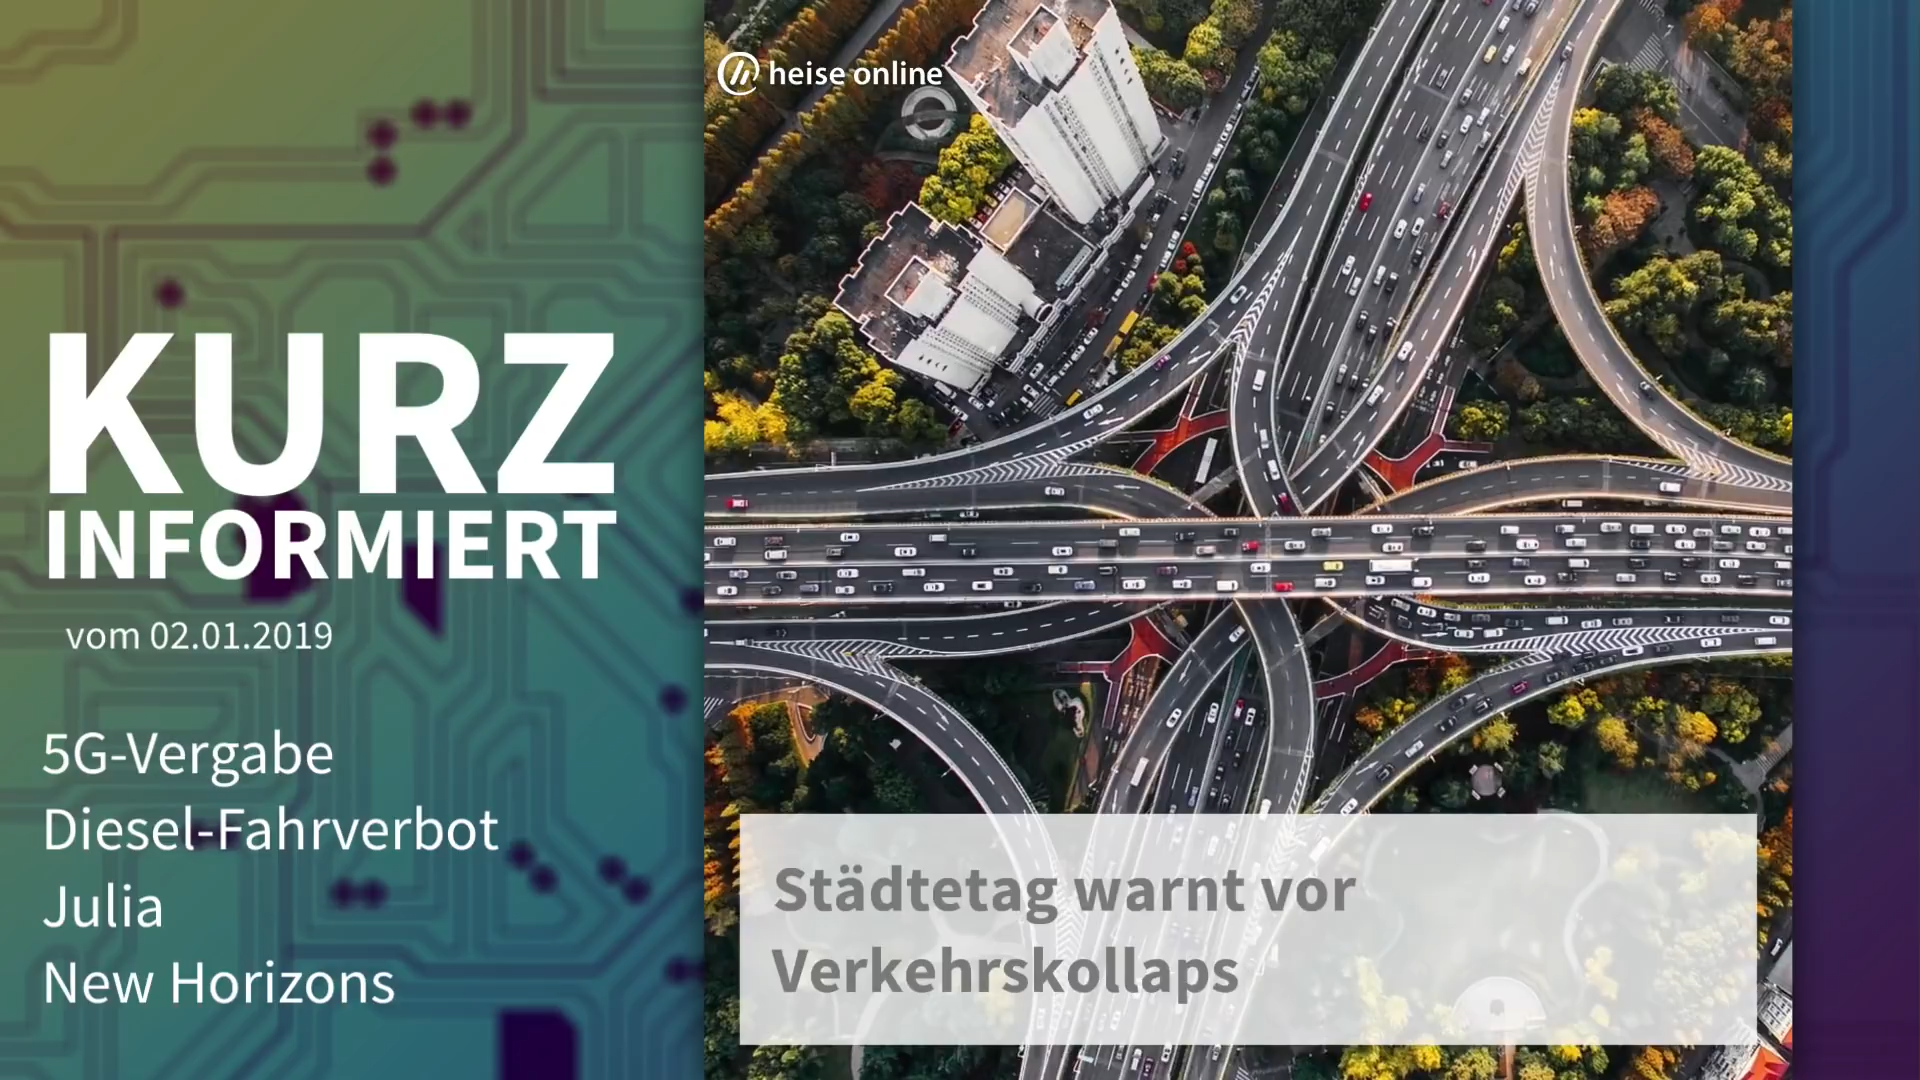 heise online
KURZ
INFORMIERT
vom 02.01.2019
5G-Vergabe
Diesel-Fahrverbot
Julia
New Horizons
Städtetag warnt vor
Verkehrskollaps